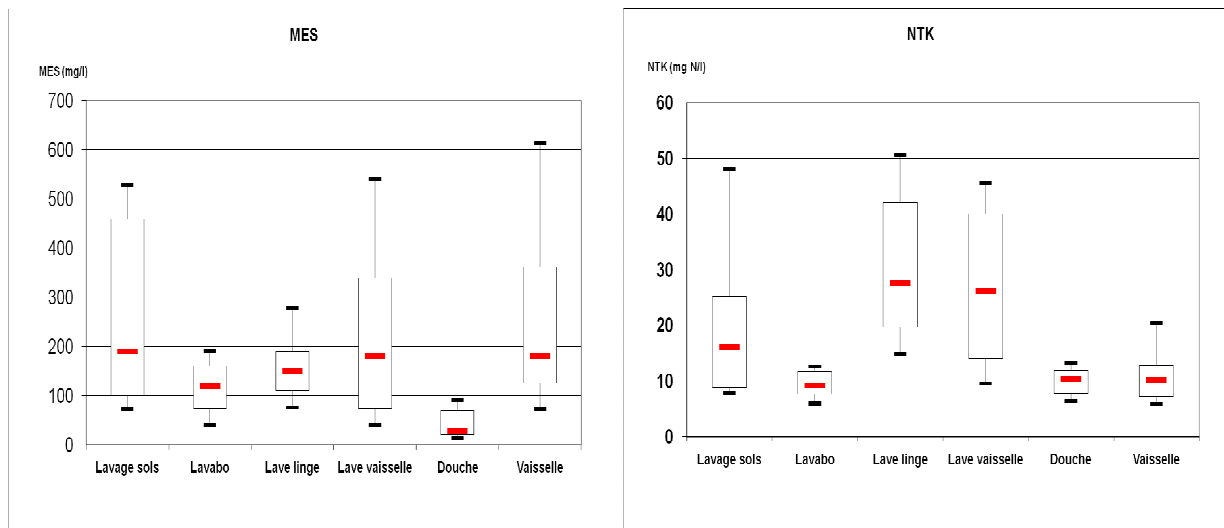 MES
MES (mg/l)
700
600
500
400
300
200
100
0
Lavage sols Lavabo Lave linge Lave vaisselle Douche Vaisselle
NTK
NTK (mg N/l)
60
50
40
30
20
10
0
Lavage sols Lavabo Lave linge Lave vaisselle Douche Vaisselle